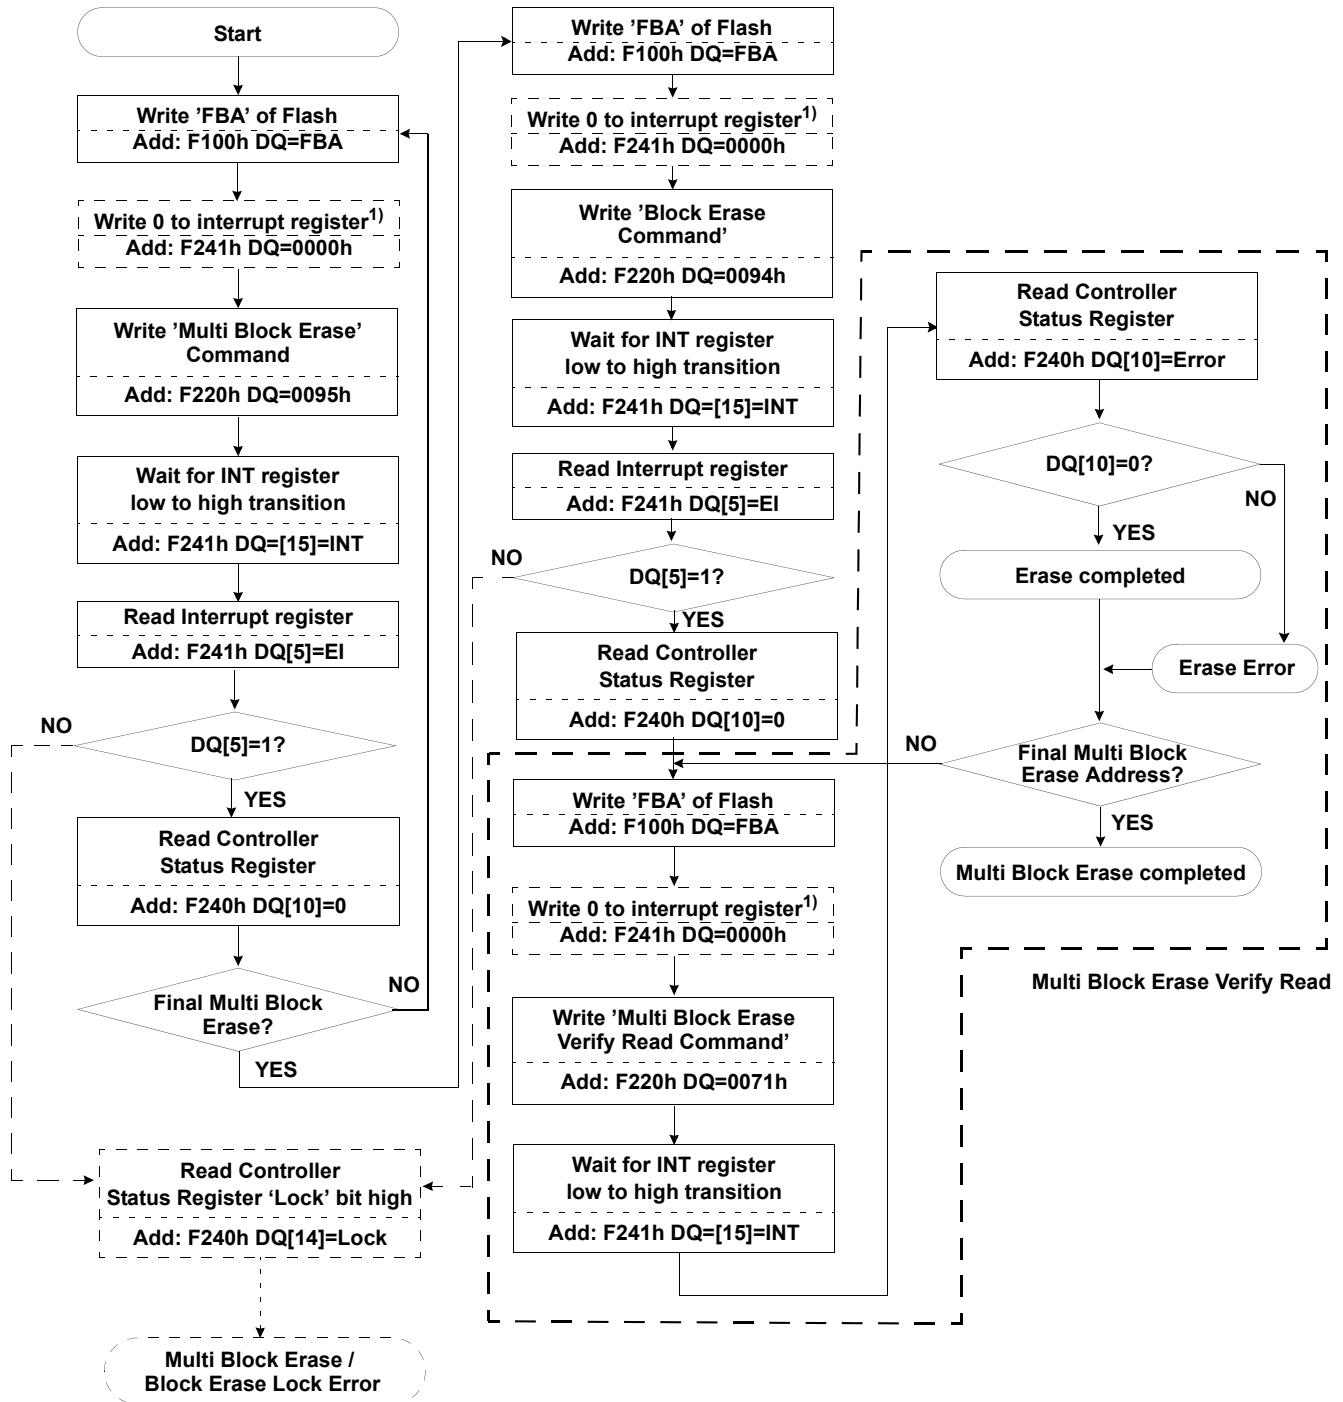 Start
Write ’FBA’ of Flash
Add: F100h DQ=FBA
Write 0 to interrupt register1)
Add: F241h DQ=0000h
Write ’Multi Block Erase’
Command
Add: F220h DQ=0095h
Wait for INT register
low to high transition
Add: F241h DQ=[15]=INT
Read Interrupt register
Add: F241h DQ[5]=EI
NO
DQ[5]=1?
YES
Read Controller
Status Register
Add: F240h DQ[10]=0
Final Multi Block
Erase?
NO
YES
Read Controller
Status Register ‘Lock’ bit high
Add: F240h DQ[14]=Lock
Multi Block Erase /
Block Erase Lock Error
Write ’FBA’ of Flash
Add: F100h DQ=FBA
Write 0 to interrupt register1)
Add: F241h DQ=0000h
Write ’Block Erase
Command’
Add: F220h DQ=0094h
Wait for INT register
low to high transition
Add: F241h DQ=[15]=INT
Read Interrupt register
Add: F241h DQ[5]=EI
NO
DQ[5]=1?
YES
Read Controller
Status Register
Add: F240h DQ[10]=0
Write ’FBA’ of Flash
Add: F100h DQ=FBA
Write 0 to interrupt register1)
Add: F241h DQ=0000h
Write ’Multi Block Erase
Verify Read Command’
Add: F220h DQ=0071h
Wait for INT register
low to high transition
Add: F241h DQ=[15]=INT
Read Controller
Status Register
Add: F240h DQ[10]=Error
DQ[10]=0?
NO
YES
Erase completed
Erase Error
NO
Final Multi Block
Erase Address?
YES
Multi Block Erase completed
Multi Block Erase Verify Read